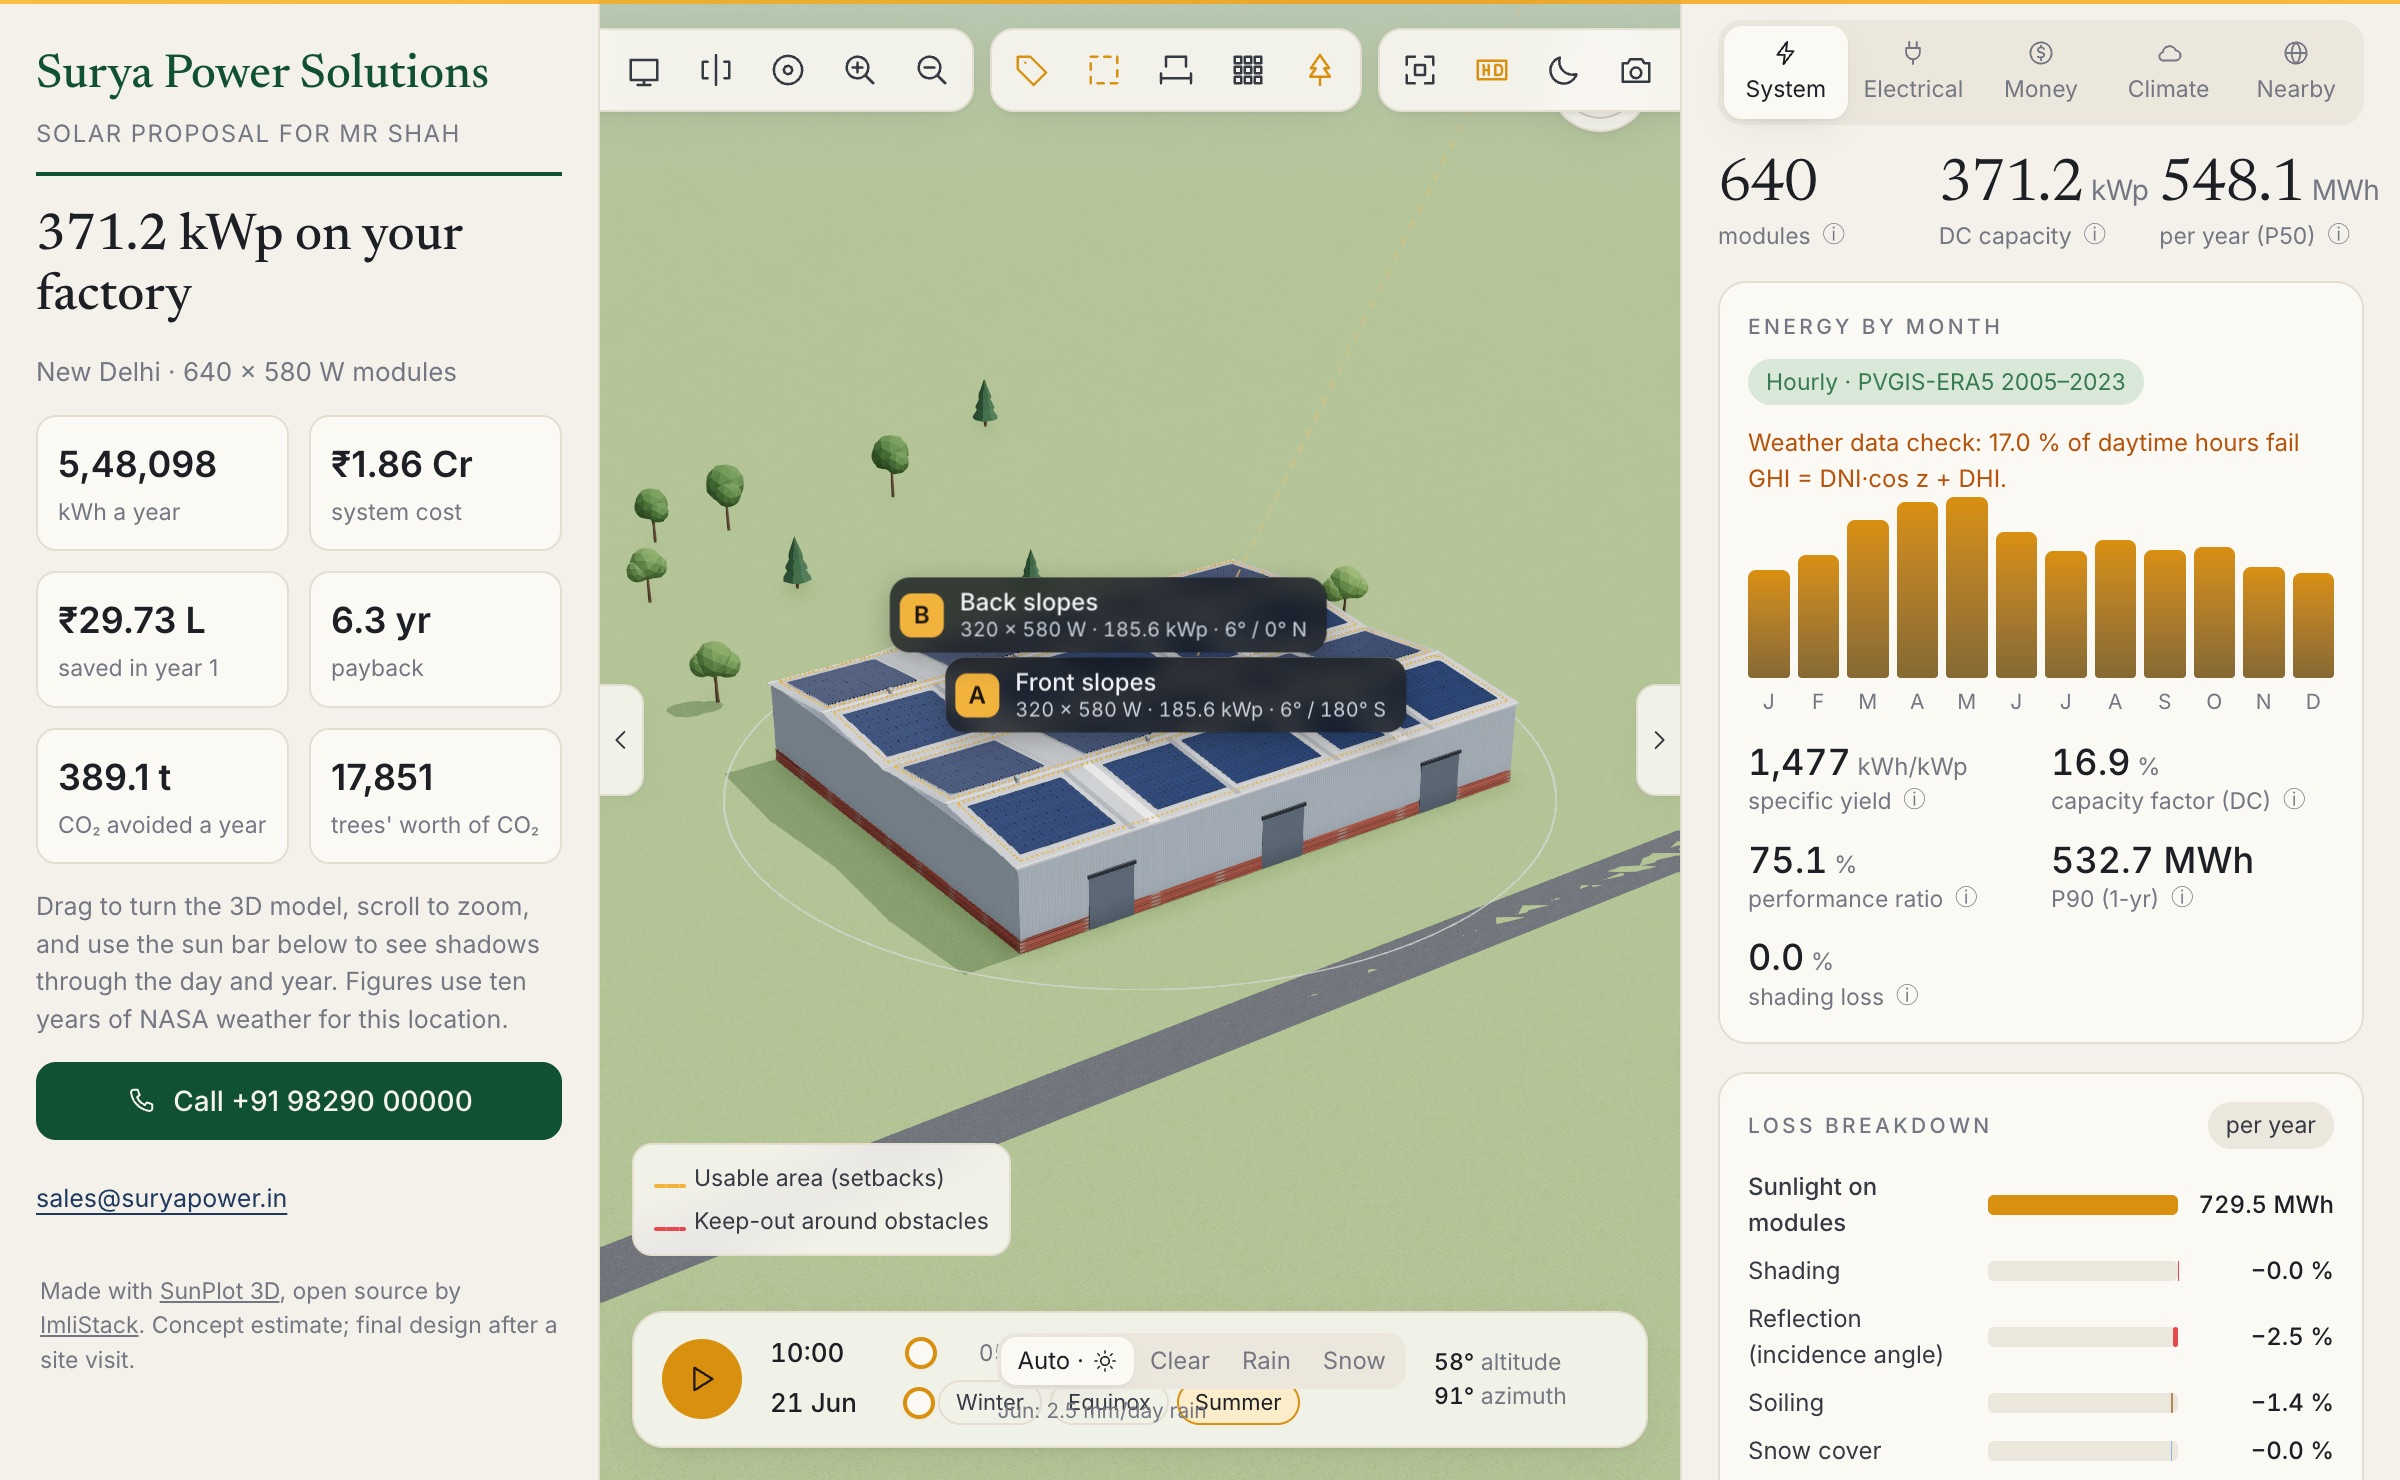 Surya Power Solutions
SOLAR PROPOSAL FOR MR SHAH
371.2 kWp on your
factory
New Delhi · 640 × 580 W modules
5,48,098
kWh a year
₹1.86 Cr
system cost
₹29.73 L
saved in year 1
6.3 yr
payback
389.1 t
CO₂ avoided a year
17,851
trees' worth of CO₂
Drag to turn the 3D model, scroll to zoom,
and use the sun bar below to see shadows
through the day and year. Figures use ten
years of NASA weather for this location.
Call +91 98290 00000
sales@suryapower.in
Made with SunPlot 3D, open source by
ImliStack. Concept estimate; final design after a
site visit.
HD
B
Back slopes
320 × 580 W · 185.6 kWp · 6° / 0° N
A
Front slopes
320 × 580 W · 185.6 kWp · 6° / 180° S
Usable area (setbacks)
Keep-out around obstacles
10:00
Auto ·
Clear
Rain
Snow
21 Jun
Winter
Equinox
Summer
Jun: 2.5 mm/day rain
58° altitude
91° azimuth
System
Electrical
Money
Climate
Nearby
640
modules
371.2 kWp
DC capacity
548.1 MWh
per year (P50)
ENERGY BY MONTH
Hourly · PVGIS-ERA5 2005–2023
Weather data check: 17.0 % of daytime hours fail
GHI = DNI·cos z + DHI.
J F M A M J J A S O N D
1,477 kWh/kWp
specific yield
16.9 %
capacity factor (DC)
75.1 %
performance ratio
532.7 MWh
P90 (1-yr)
0.0 %
shading loss
LOSS BREAKDOWN
per year
Sunlight on
modules
729.5 MWh
Shading
−0.0 %
Reflection
(incidence angle)
−2.5 %
Soiling
−1.4 %
Snow cover
−0.0 %